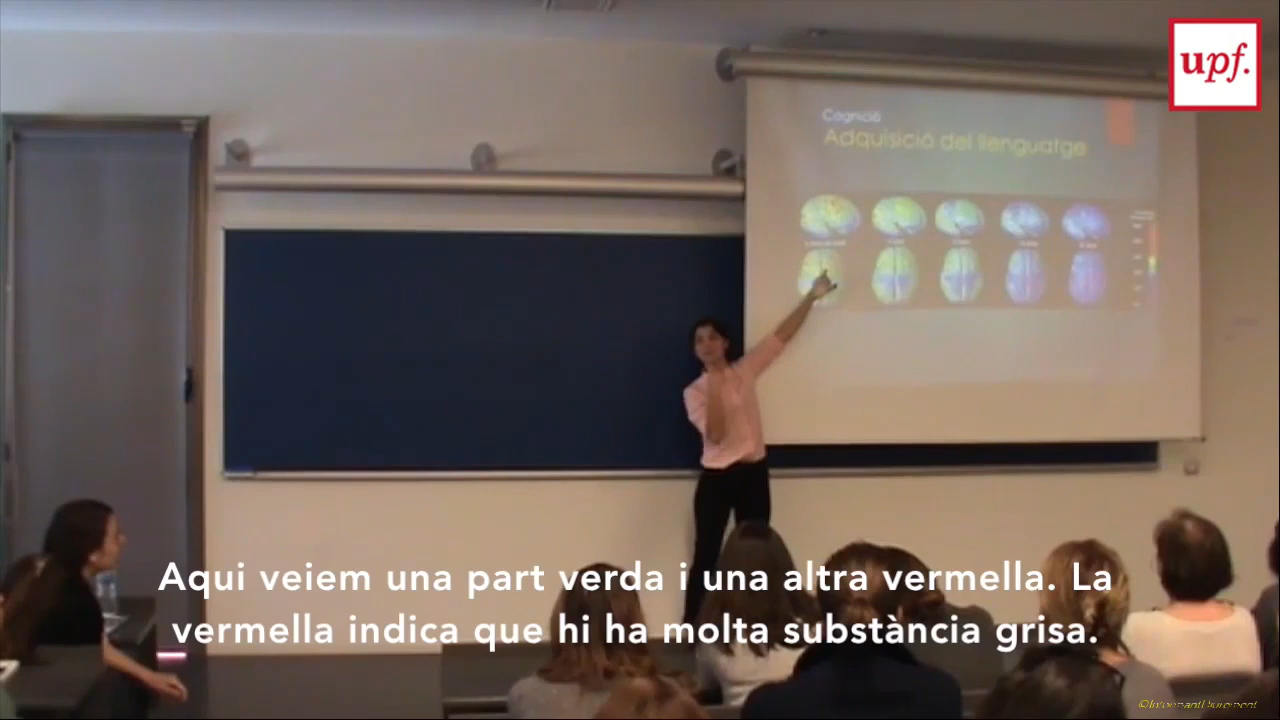 upf.
Cognició
Adquisició del llenguatge
Aqui veiem una part verda i una altra vermella. La
vermella indica que hi ha molta substància grisa.